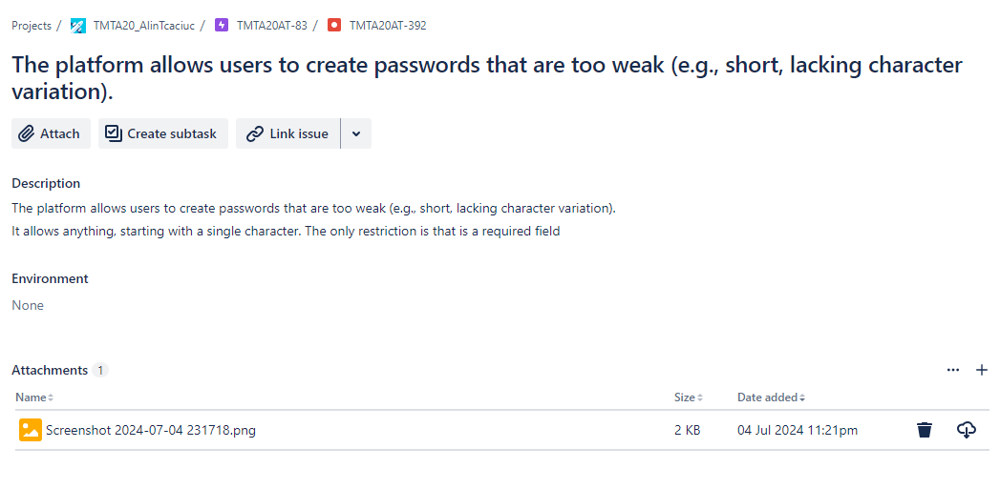 Projects / TMTA20_AlinTcaciuc / TMTA20AT-83 / TMTA20AT-392
The platform allows users to create passwords that are too weak (e.g., short, lacking character
variation).
Attach Create subtask Link issue
Description
The platform allows users to create passwords that are too weak (e.g., short, lacking character variation).
It allows anything, starting with a single character. The only restriction is that is a required field
Environment
None
Attachments 1
Name Size Date added
Screenshot 2024-07-04 231718.png 2 KB 04 Jul 2024 11:21pm